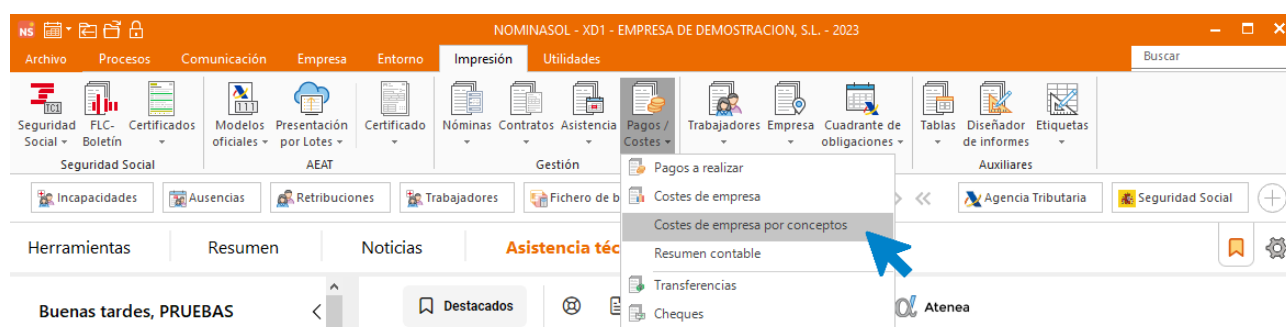 NS NOMINASOL - XD1 - EMPRESA DE DEMOSTRACION, S.L. - 2023
Archivo Procesos Comunicación Empresa Entorno Impresión Utilidades Buscar
TC1 111
Seguridad Social FLC-Boletín Certificados Modelos oficiales Presentación por Lotes Certificado Nóminas Contratos Asistencia Pagos / Costes Trabajadores Empresa Cuadrante de obligaciones Tablas Diseñador de informes Etiquetas
Seguridad Social AEAT Gestión Auxiliares
Pagos a realizar
Incapacidades Ausencias Retribuciones Trabajadores Fichero de b Costes de empresa Agencia Tributaria Seguridad Social
Costes de empresa por conceptos
Herramientas Resumen Noticias Asistencia téc Resumen contable
Transferencias
Buenas tardes, PRUEBAS Destacados Cheques Atenea